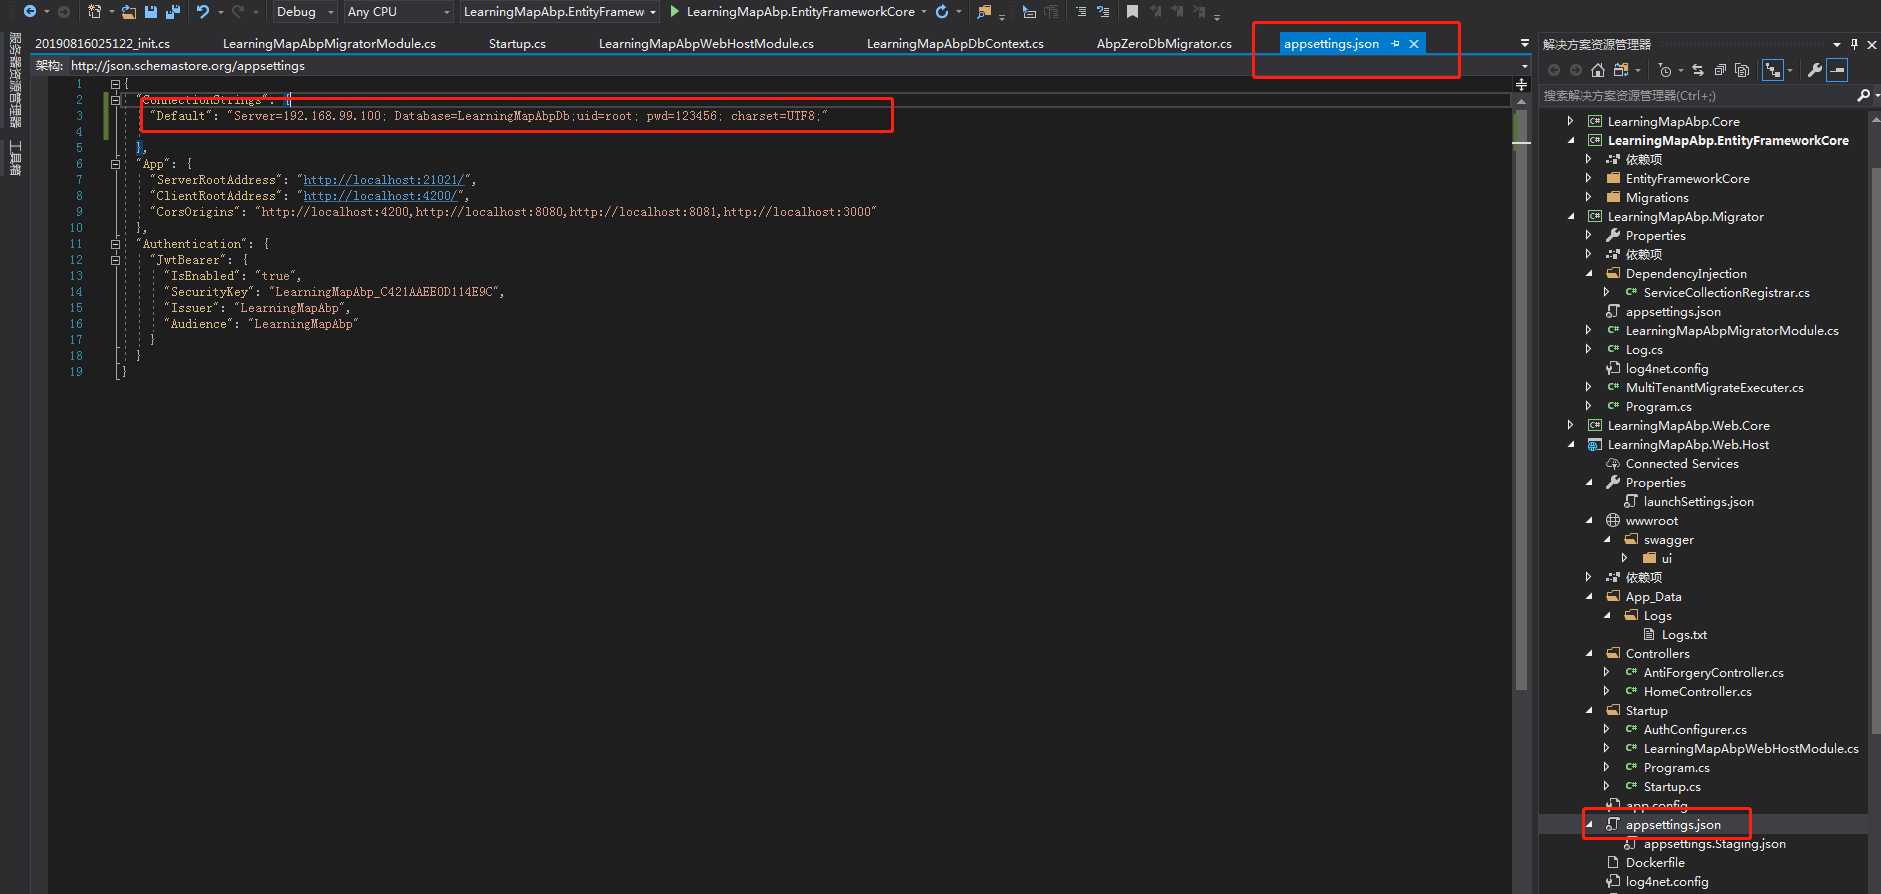 Debug
Any CPU
LearningMapAbp.EntityFramew
LearningMapAbp.EntityFrameworkCore
服务器资源管理器
工具箱
20190816025122_init.cs
LearningMapAbpMigratorModule.cs
Startup.cs
LearningMapAbpWebHostModule.cs
LearningMapAbpDbContext.cs
AbpZeroDbMigrator.cs
appsettings.json
架构: http://json.schemastore.org/appsettings
1 {
2 "ConnectionStrings": {
3 "Default": "Server=192.168.99.100; Database=LearningMapAbpDb;uid=root; pwd=123456; charset=UTF8;"
4
5 },
6 "App": {
7 "ServerRootAddress": "http://localhost:21021/",
8 "ClientRootAddress": "http://localhost:4200/",
9 "CorsOrigins": "http://localhost:4200,http://localhost:8080,http://localhost:8081,http://localhost:3000"
10 },
11 "Authentication": {
12 "JwtBearer": {
13 "IsEnabled": "true",
14 "SecurityKey": "LearningMapAbp_C421AAEE0D114E9C",
15 "Issuer": "LearningMapAbp",
16 "Audience": "LearningMapAbp"
17 }
18 }
19 }
解决方案资源管理器
搜索解决方案资源管理器(Ctrl+;)
LearningMapAbp.Core
LearningMapAbp.EntityFrameworkCore
依赖项
EntityFrameworkCore
Migrations
LearningMapAbp.Migrator
Properties
依赖项
DependencyInjection
ServiceCollectionRegistrar.cs
appsettings.json
LearningMapAbpMigratorModule.cs
Log.cs
log4net.config
MultiTenantMigrateExecuter.cs
Program.cs
LearningMapAbp.Web.Core
LearningMapAbp.Web.Host
Connected Services
Properties
launchSettings.json
wwwroot
swagger
ui
依赖项
App_Data
Logs
Logs.txt
Controllers
AntiForgeryController.cs
HomeController.cs
Startup
AuthConfigurer.cs
LearningMapAbpWebHostModule.cs
Program.cs
Startup.cs
app.config
appsettings.json
appsettings.Staging.json
Dockerfile
log4net.config